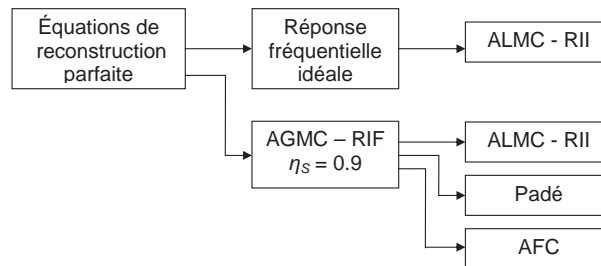 Équations de
reconstruction
parfaite
Réponse
fréquentielle
idéale
ALMC - RII
AGMC – RIF
ηS = 0.9
ALMC - RII
Padé
AFC